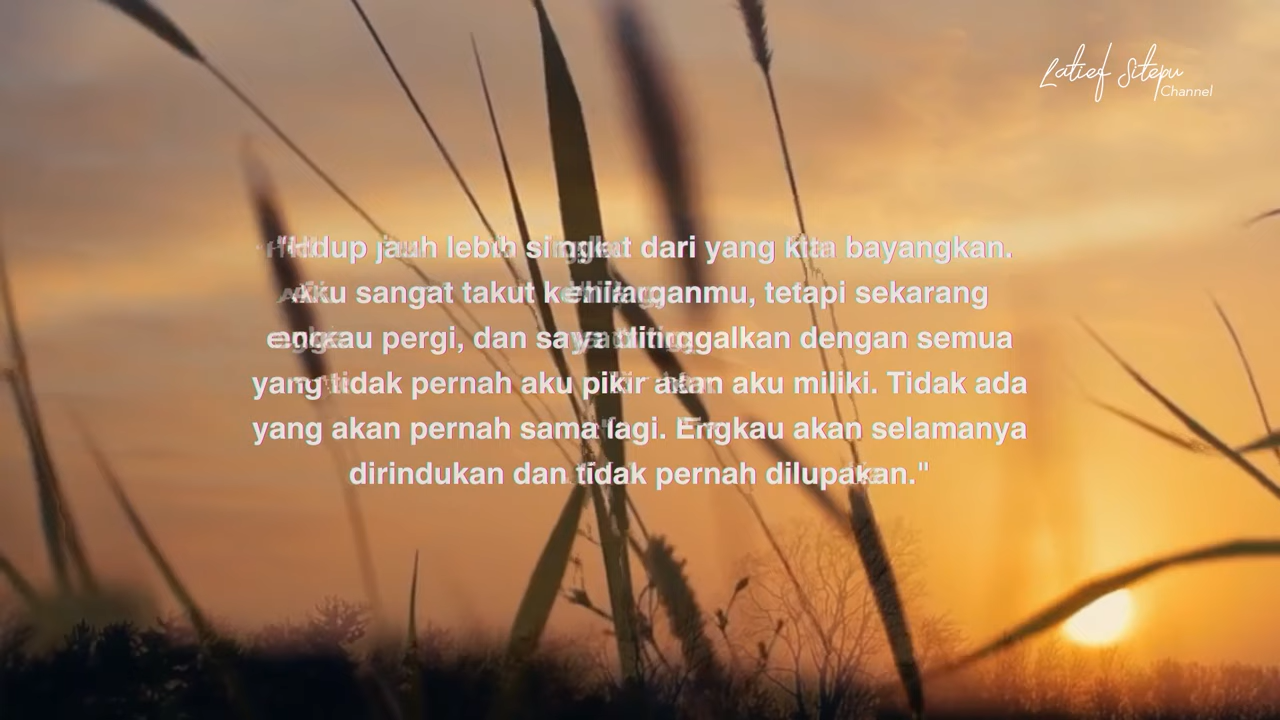 Latief Sitepu
Channel
"Hidup jauh lebih singkat dari yang kita bayangkan.
Aku sangat takut kehilanganmu, tetapi sekarang
engkau pergi, dan saya ditinggalkan dengan semua
yang tidak pernah aku pikir akan aku miliki. Tidak ada
yang akan pernah sama lagi. Engkau akan selamanya
dirindukan dan tidak pernah dilupakan."